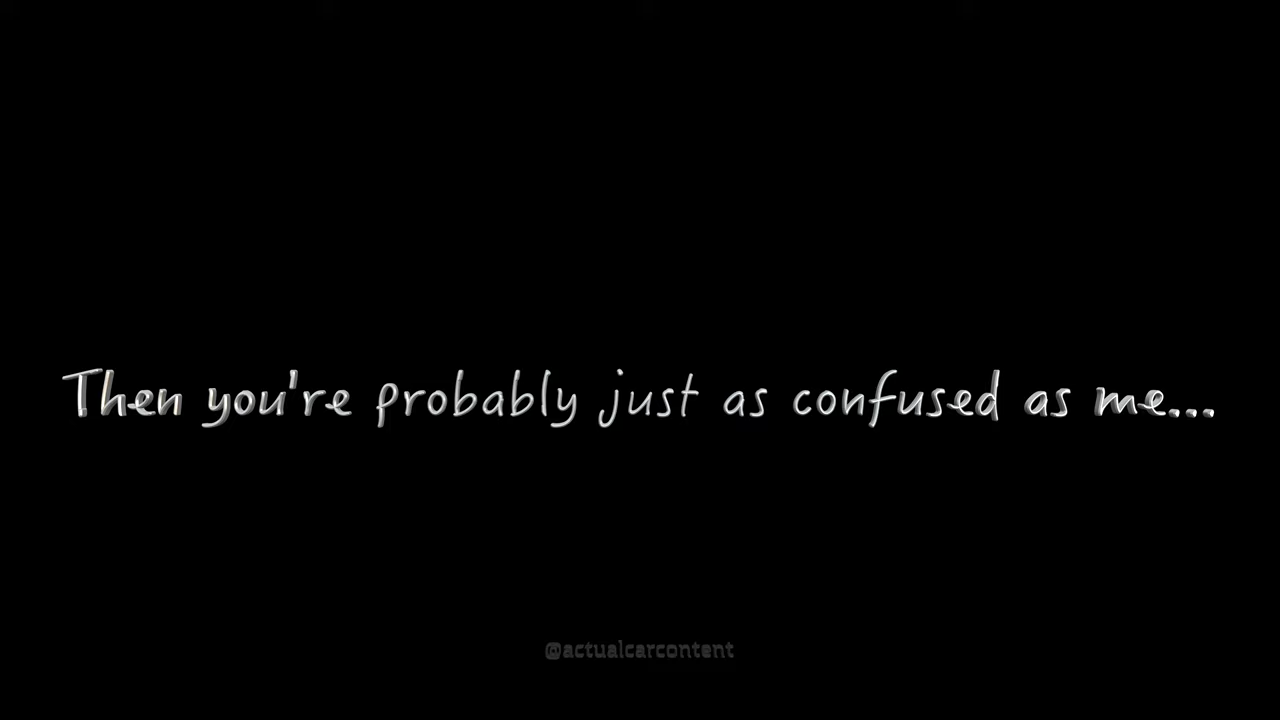 Then you're probably just as confused as me...
@actualcarcontent